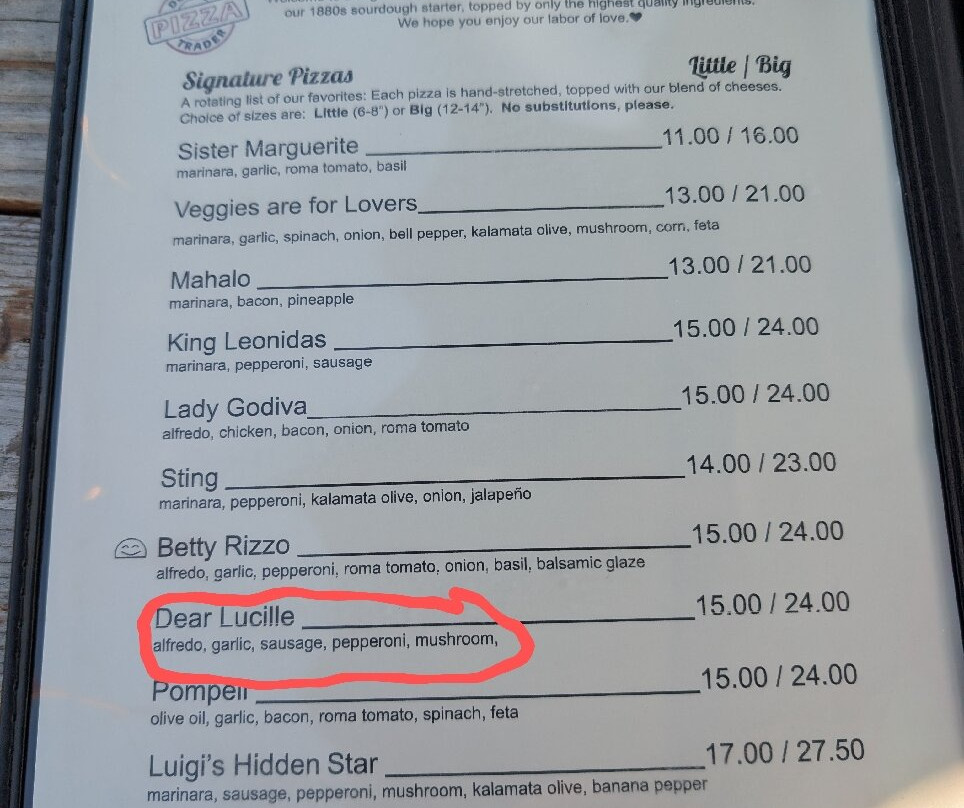 PIZZA
TRADER
our 1880s sourdough starter, topped by only the highest quality ingredients.
We hope you enjoy our labor of love.♥
Signature Pizzas
Little | Big
A rotating list of our favorites: Each pizza is hand-stretched, topped with our blend of cheeses.
Choice of sizes are: Little (6-8") or Big (12-14"). No substitutions, please.
Sister Marguerite 11.00 / 16.00
marinara, garlic, roma tomato, basil
Veggies are for Lovers 13.00 / 21.00
marinara, garlic, spinach, onion, bell pepper, kalamata olive, mushroom, corn, feta
Mahalo 13.00 / 21.00
marinara, bacon, pineapple
King Leonidas 15.00 / 24.00
marinara, pepperoni, sausage
Lady Godiva 15.00 / 24.00
alfredo, chicken, bacon, onion, roma tomato
Sting 14.00 / 23.00
marinara, pepperoni, kalamata olive, onion, jalapeño
Betty Rizzo 15.00 / 24.00
alfredo, garlic, pepperoni, roma tomato, onion, basil, balsamic glaze
Dear Lucille 15.00 / 24.00
alfredo, garlic, sausage, pepperoni, mushroom,
Pompeii 15.00 / 24.00
olive oil, garlic, bacon, roma tomato, spinach, feta
Luigi's Hidden Star 17.00 / 27.50
marinara, sausage, pepperoni, mushroom, kalamata olive, banana pepper